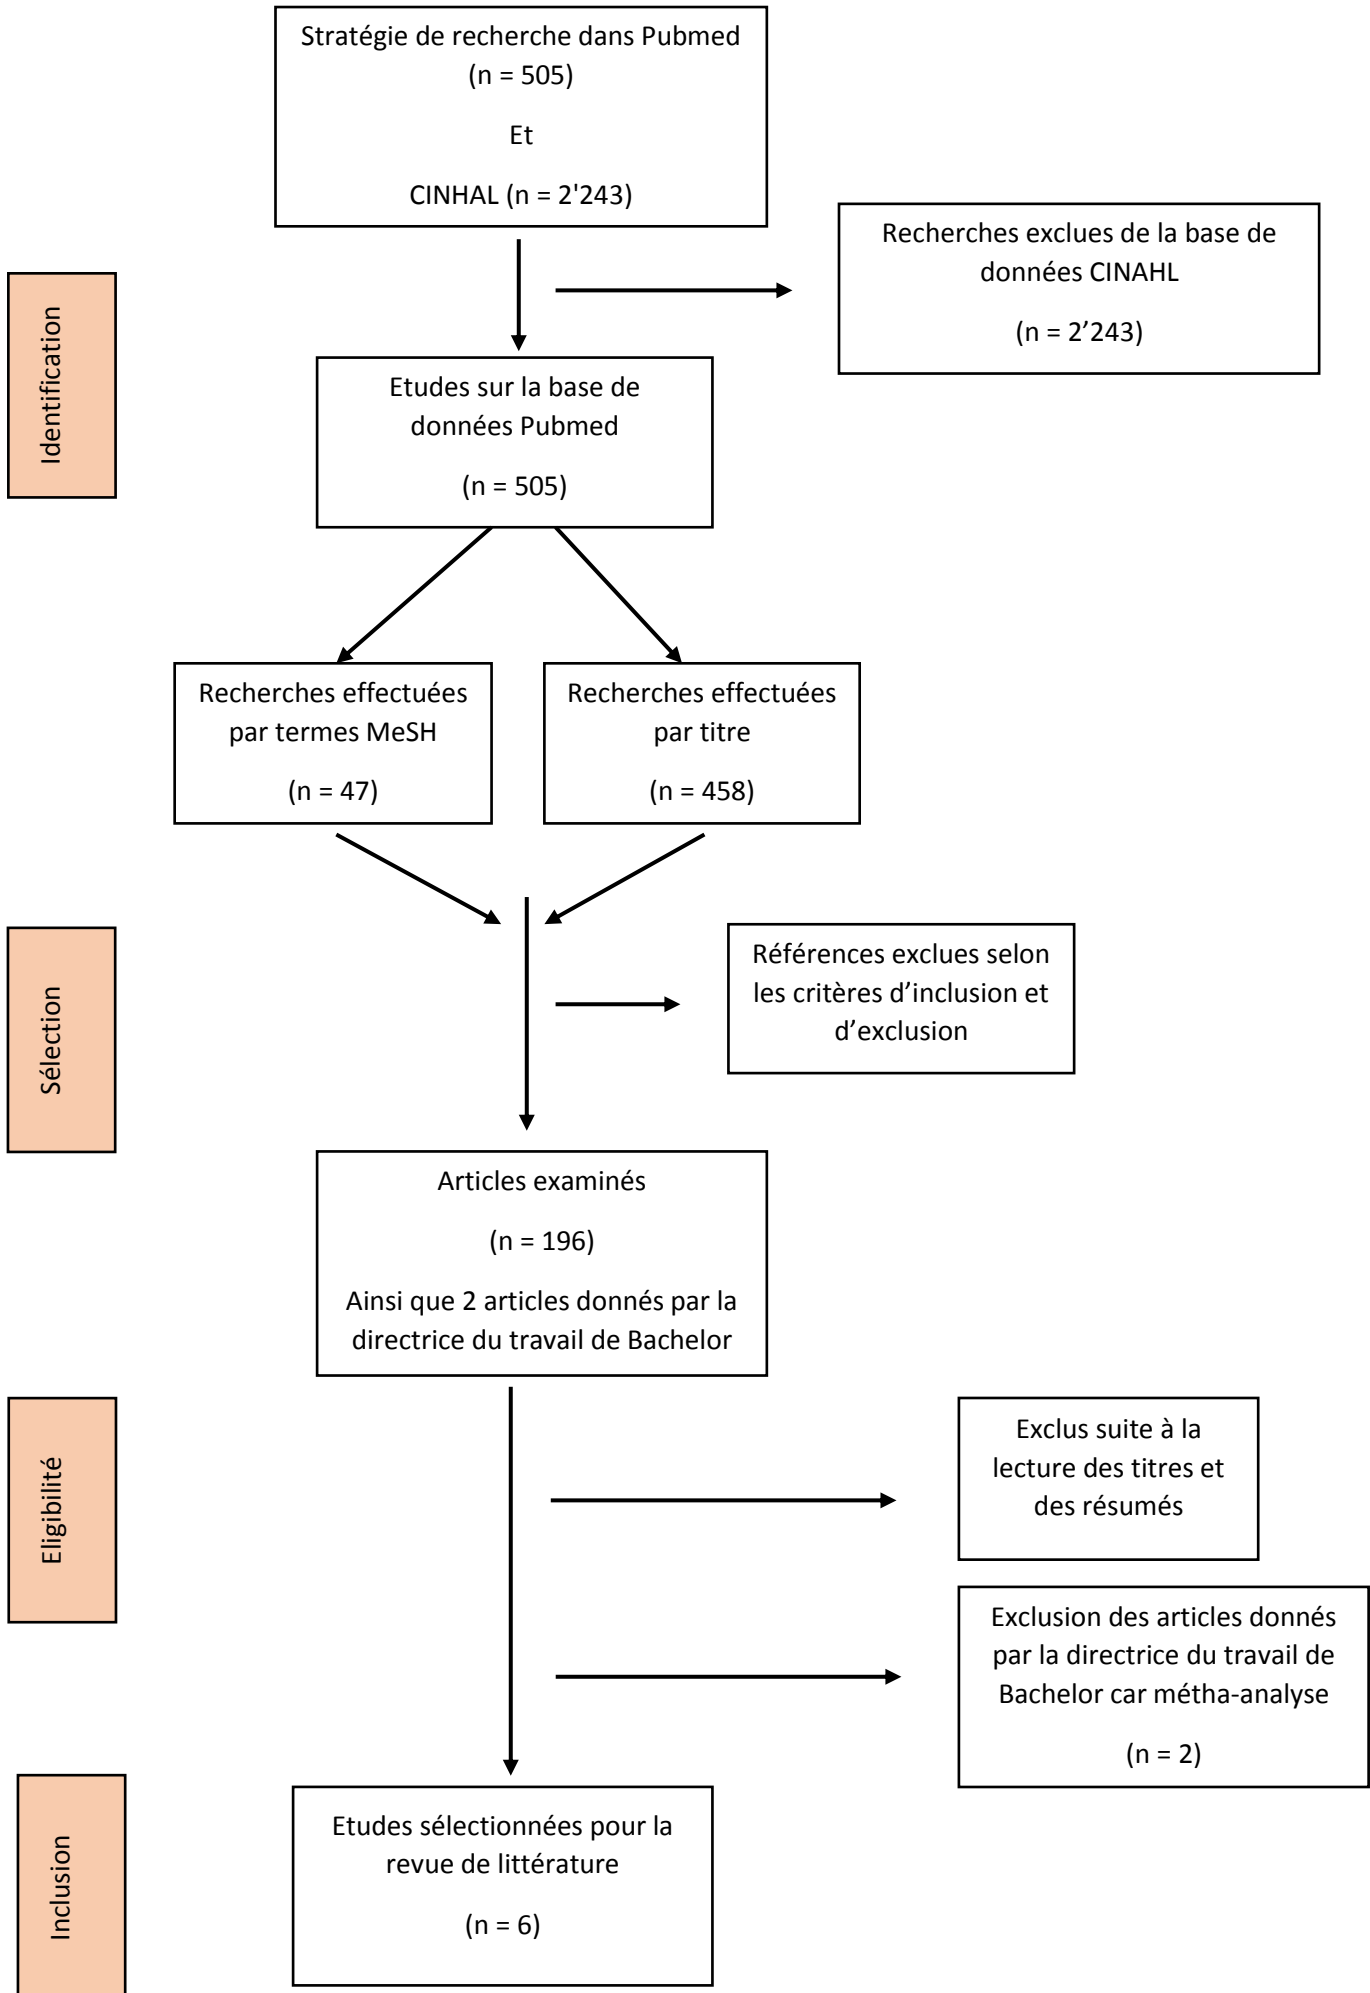 Stratégie de recherche dans Pubmed
(n = 505)
Et
CINHAL (n = 2'243)
Recherches exclues de la base de
données CINAHL
(n = 2’243)
Identification
Etudes sur la base de
données Pubmed
(n = 505)
Recherches effectuées
par termes MeSH
(n = 47)
Recherches effectuées
par titre
(n = 458)
Sélection
Références exclues selon
les critères d’inclusion et
d’exclusion
Articles examinés
(n = 196)
Ainsi que 2 articles donnés par la
directrice du travail de Bachelor
Eligibilité
Exclus suite à la
lecture des titres et
des résumés
Exclusion des articles donnés
par la directrice du travail de
Bachelor car métha-analyse
(n = 2)
Inclusion
Etudes sélectionnées pour la
revue de littérature
(n = 6)